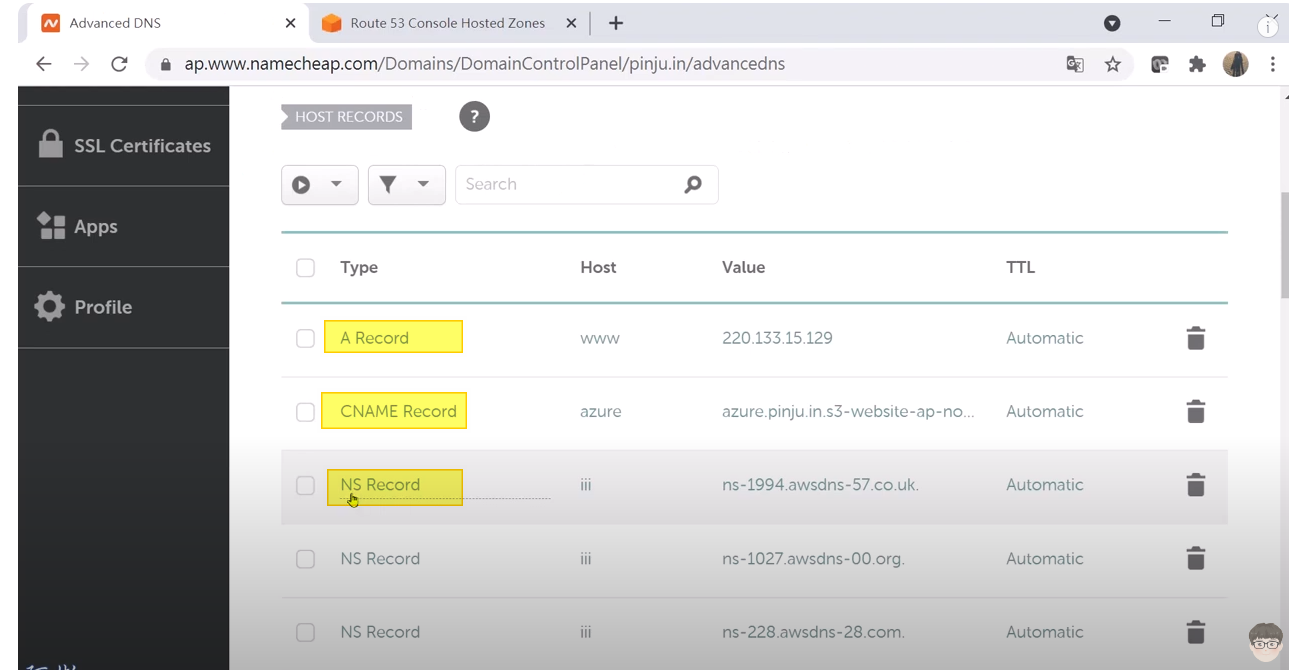 Advanced DNS
Route 53 Console Hosted Zones
ap.www.namecheap.com/Domains/DomainControlPanel/pinju.in/advancedns
SSL Certificates
Apps
Profile
HOST RECORDS
?
Search
Type Host Value TTL
A Record www 220.133.15.129 Automatic
CNAME Record azure azure.pinju.in.s3-website-ap-no... Automatic
NS Record iii ns-1994.awsdns-57.co.uk. Automatic
NS Record iii ns-1027.awsdns-00.org. Automatic
NS Record iii ns-228.awsdns-28.com. Automatic